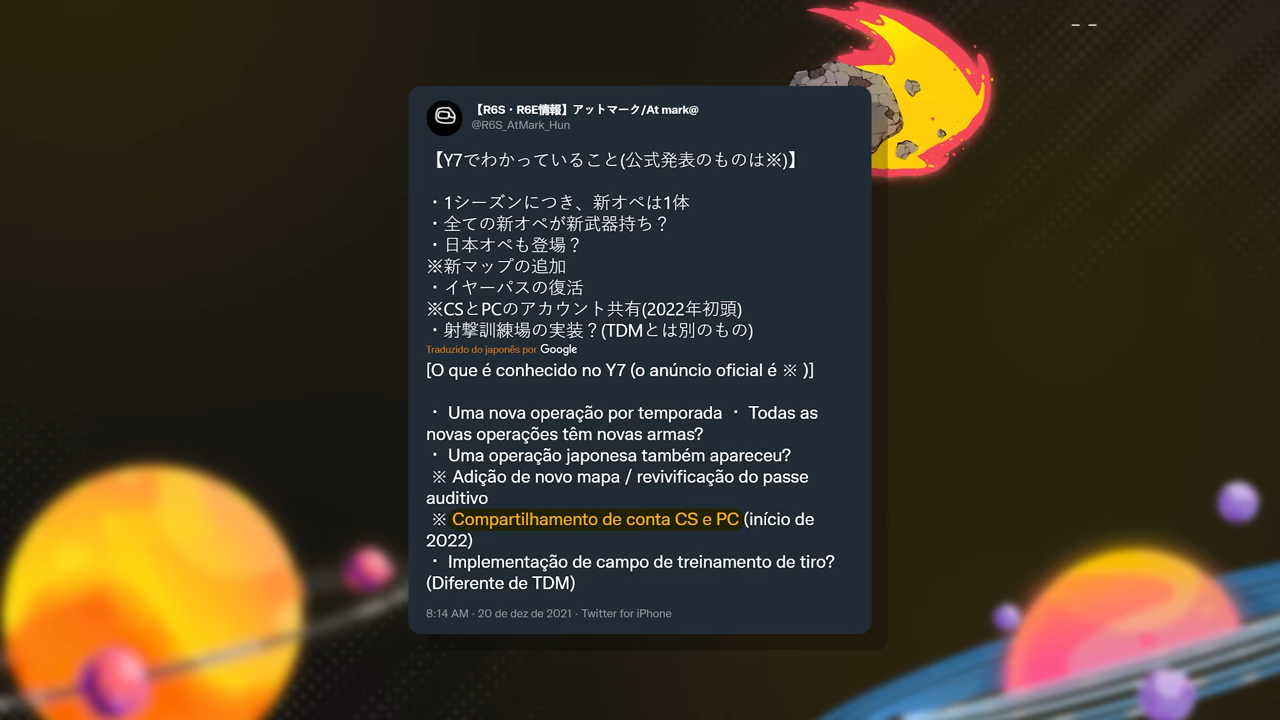 【R6S・R6E情報】アットマーク/At mark@
@R6S_AtMark_Hun
【Y7でわかっていること(公式発表のものは※)】
・1シーズンにつき、新オペは1体
・全ての新オペが新武器持ち？
・日本オペも登場？
※新マップの追加
・イヤーパスの復活
※CSとPCのアカウント共有(2022年初頭)
・射撃訓練場の実装？(TDMとは別のもの)
Traduzido do japonês por Google
[O que é conhecido no Y7 (o anúncio oficial é ※ )]
・ Uma nova operação por temporada ・ Todas as
novas operações têm novas armas?
・ Uma operação japonesa também apareceu?
※ Adição de novo mapa / revivificação do passe
auditivo
※ Compartilhamento de conta CS e PC (início de
2022)
・ Implementação de campo de treinamento de tiro?
(Diferente de TDM)
8:14 AM · 20 de dez de 2021 · Twitter for iPhone